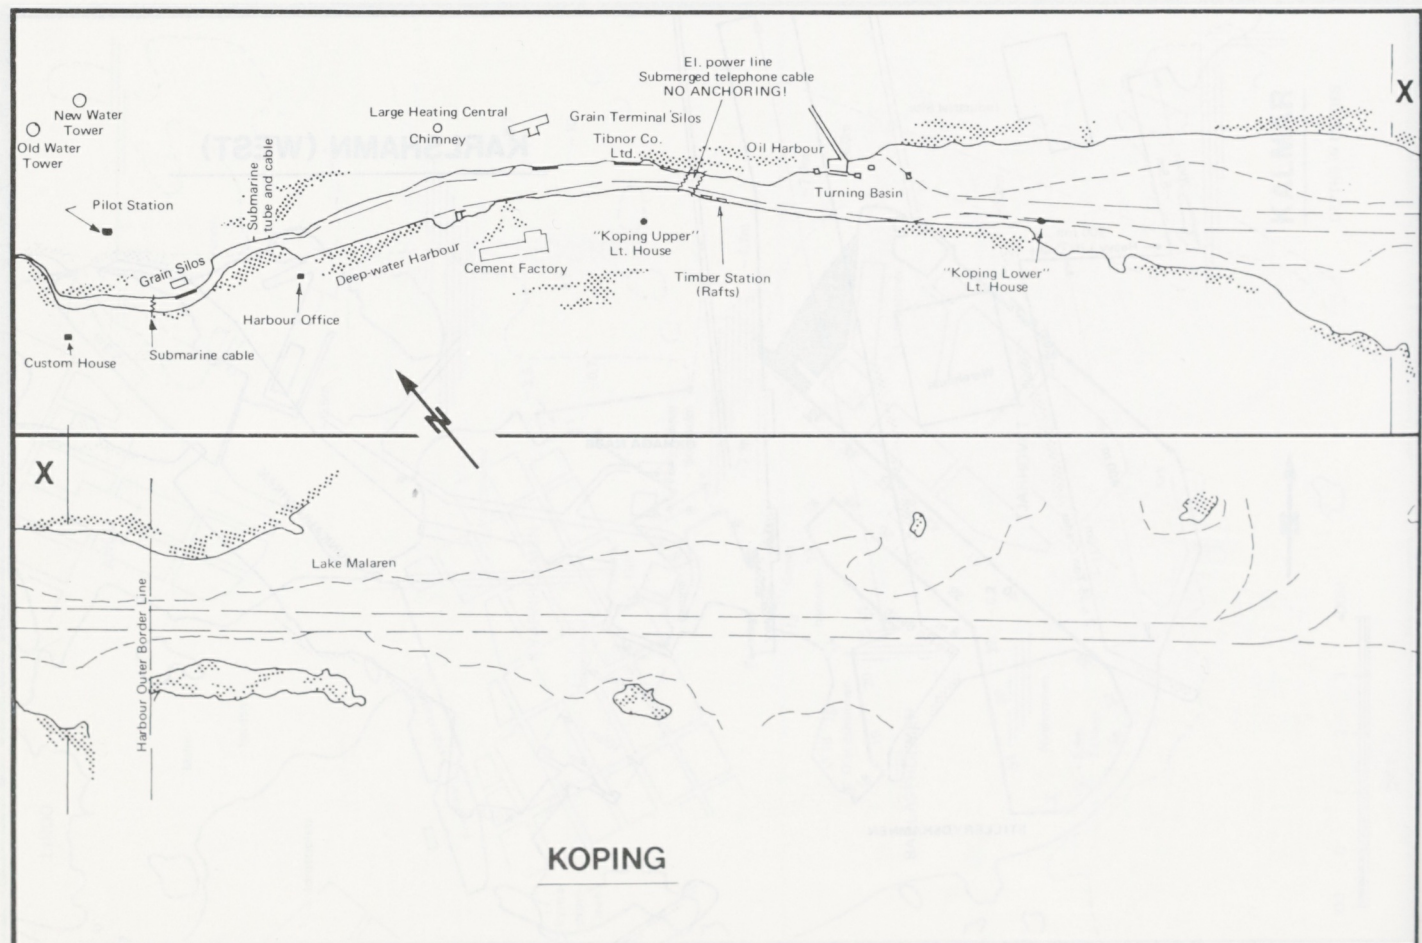 El. power line
Submerged telephone cable
NO ANCHORING!
X
New Water
Tower
Old Water
Tower
Large Heating Central
Chimney
Grain Terminal Silos
Tibnor Co.
Ltd.
Oil Harbour
Turning Basin
Submarine
tube and cable
Pilot Station
Grain Silos
Deep-water Harbour
Cement Factory
"Koping Upper"
Lt. House
Timber Station
(Rafts)
"Koping Lower"
Lt. House
Harbour Office
Submarine cable
Custom House
N
X
Lake Malaren
Harbour Outer Border Line
KOPING
KARLSHAMN (WEST)